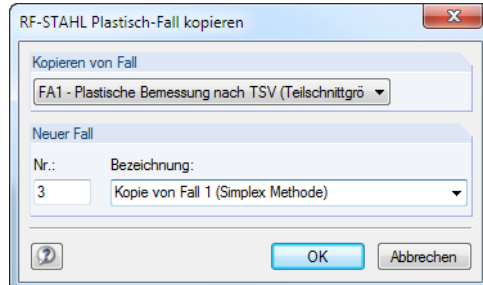 RF-STAHL Plastisch-Fall kopieren
Kopieren von Fall
FA1 - Plastische Bemessung nach TSV (Teilschnittgrö
Neuer Fall
Nr.: Bezeichnung:
3 Kopie von Fall 1 (Simplex Methode)
OK Abbrechen